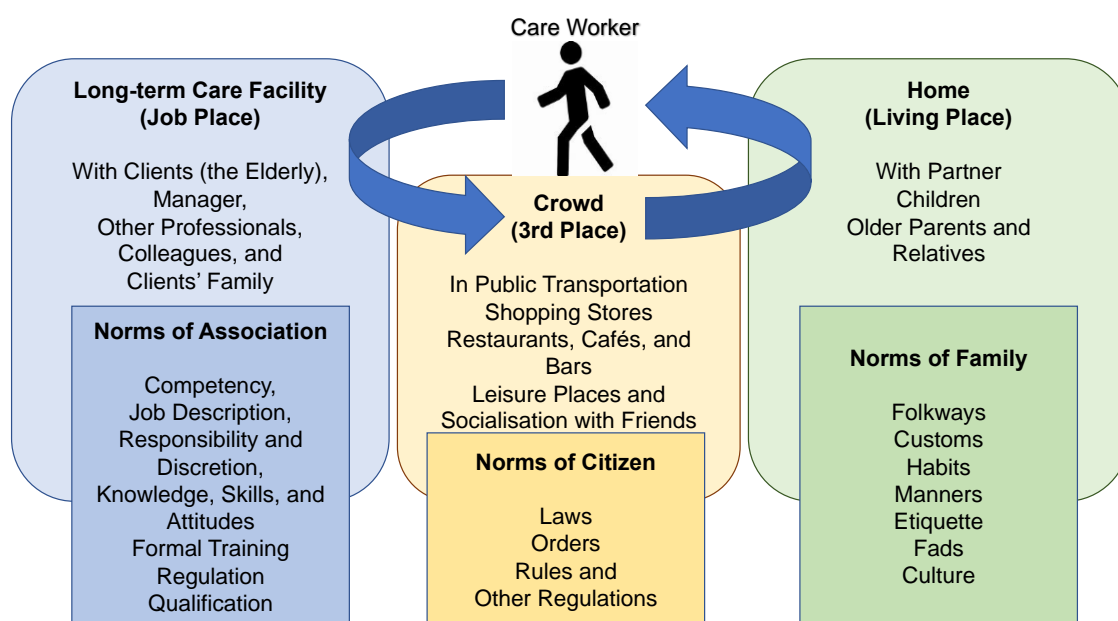 Care Worker
Long-term Care Facility
(Job Place)
With Clients (the Elderly),
Manager,
Other Professionals,
Colleagues, and
Clients’ Family
Norms of Association
Competency,
Job Description,
Responsibility and
Discretion,
Knowledge, Skills, and
Attitudes
Formal Training
Regulation
Qualification
Crowd
(3rd Place)
In Public Transportation
Shopping Stores
Restaurants, Cafés, and
Bars
Leisure Places and
Socialisation with Friends
Norms of Citizen
Laws
Orders
Rules and
Other Regulations
Home
(Living Place)
With Partner
Children
Older Parents and
Relatives
Norms of Family
Folkways
Customs
Habits
Manners
Etiquette
Fads
Culture